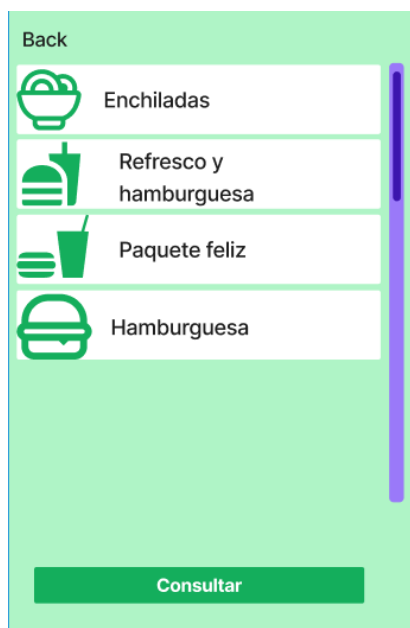 Back
Enchiladas
Refresco y
hamburguesa
Paquete feliz
Hamburguesa
Consultar